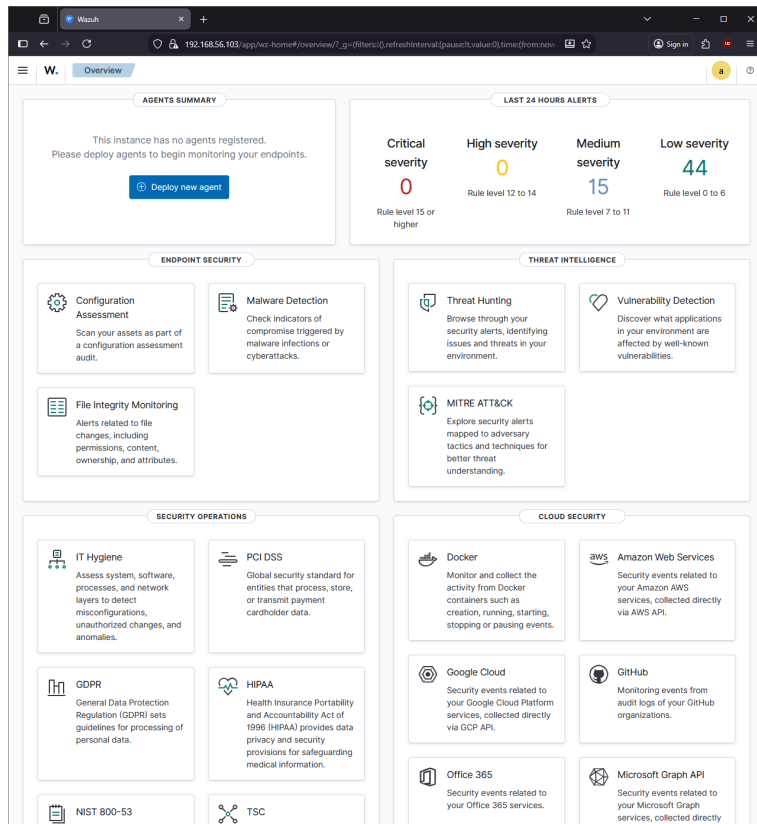 Wazuh
192.168.56.103/app/wz-home#/overview/?_g=(filters:!(),refreshInterval:(pause:!t,value:0),time:(from:now-
Sign in
W.
Overview
a
AGENTS SUMMARY
This instance has no agents registered.
Please deploy agents to begin monitoring your endpoints.
Deploy new agent
LAST 24 HOURS ALERTS
Critical
severity
0
Rule level 15 or
higher
High severity
0
Rule level 12 to 14
Medium
severity
15
Rule level 7 to 11
Low severity
44
Rule level 0 to 6
ENDPOINT SECURITY
Configuration
Assessment
Scan your assets as part of
a configuration assessment
audit.
Malware Detection
Check indicators of
compromise triggered by
malware infections or
cyberattacks.
File Integrity Monitoring
Alerts related to file
changes, including
permissions, content,
ownership, and attributes.
THREAT INTELLIGENCE
Threat Hunting
Browse through your
security alerts, identifying
issues and threats in your
environment.
Vulnerability Detection
Discover what applications
in your environment are
affected by well-known
vulnerabilities.
MITRE ATT&CK
Explore security alerts
mapped to adversary
tactics and techniques for
better threat
understanding.
SECURITY OPERATIONS
IT Hygiene
Assess system, software,
processes, and network
layers to detect
misconfigurations,
unauthorized changes, and
anomalies.
PCI DSS
Global security standard for
entities that process, store,
or transmit payment
cardholder data.
GDPR
General Data Protection
Regulation (GDPR) sets
guidelines for processing of
personal data.
HIPAA
Health Insurance Portability
and Accountability Act of
1996 (HIPAA) provides data
privacy and security
provisions for safeguarding
medical information.
NIST 800-53
TSC
CLOUD SECURITY
Docker
Monitor and collect the
activity from Docker
containers such as
creation, running, starting,
stopping or pausing events.
aws
Amazon Web Services
Security events related to
your Amazon AWS
services, collected directly
via AWS API.
Google Cloud
Security events related to
your Google Cloud Platform
services, collected directly
via GCP API.
GitHub
Monitoring events from
audit logs of your GitHub
organizations.
Office 365
Security events related to
your Office 365 services.
Microsoft Graph API
Security events related to
your Microsoft Graph
services, collected directly